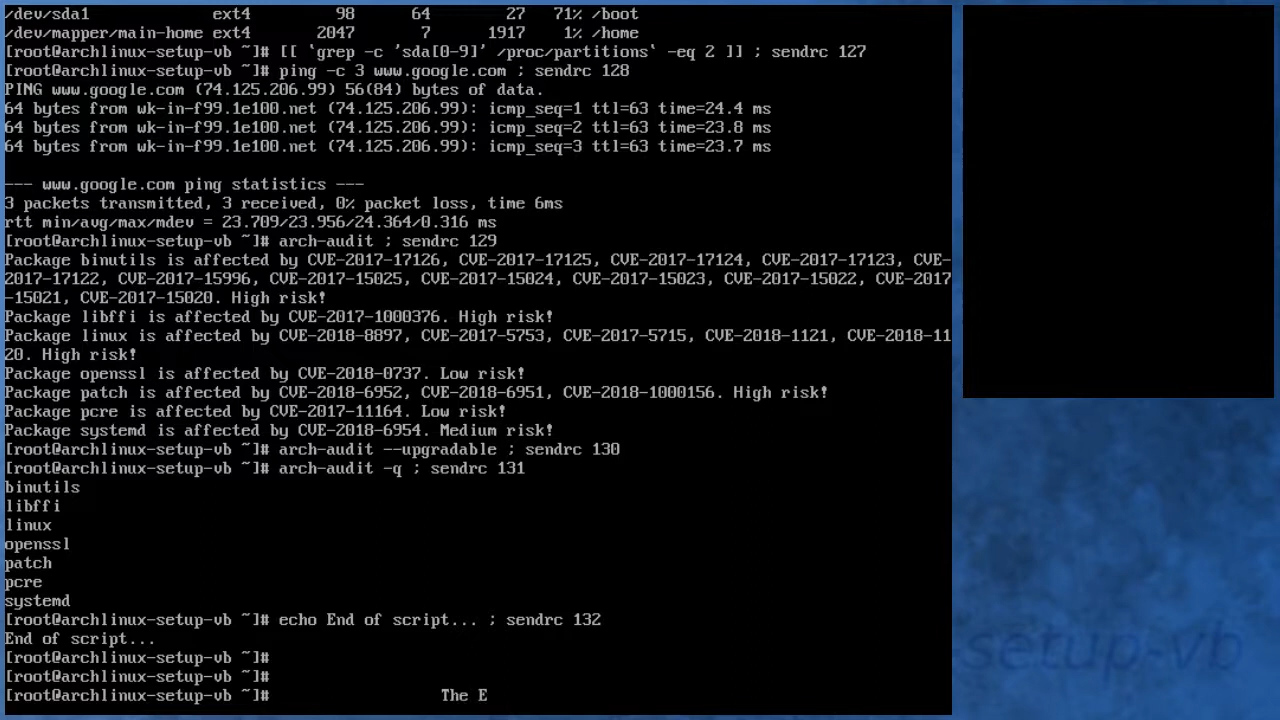 /dev/sda1             ext4         98     64        27   71% /boot
/dev/mapper/main-home ext4       2047      7      1917    1% /home
[root@archlinux-setup-vb ~]# [[ `grep -c 'sda[0-9]' /proc/partitions` -eq 2 ]] ; sendrc 127
[root@archlinux-setup-vb ~]# ping -c 3 www.google.com ; sendrc 128
PING www.google.com (74.125.206.99) 56(84) bytes of data.
64 bytes from wk-in-f99.1e100.net (74.125.206.99): icmp_seq=1 ttl=63 time=24.4 ms
64 bytes from wk-in-f99.1e100.net (74.125.206.99): icmp_seq=2 ttl=63 time=23.8 ms
64 bytes from wk-in-f99.1e100.net (74.125.206.99): icmp_seq=3 ttl=63 time=23.7 ms
--- www.google.com ping statistics ---
3 packets transmitted, 3 received, 0% packet loss, time 6ms
rtt min/avg/max/mdev = 23.709/23.956/24.364/0.316 ms
[root@archlinux-setup-vb ~]# arch-audit ; sendrc 129
Package binutils is affected by CVE-2017-17126, CVE-2017-17125, CVE-2017-17124, CVE-2017-17123, CVE-
2017-17122, CVE-2017-15996, CVE-2017-15025, CVE-2017-15024, CVE-2017-15023, CVE-2017-15022, CVE-2017
-15021, CVE-2017-15020. High risk!
Package libffi is affected by CVE-2017-1000376. High risk!
Package linux is affected by CVE-2018-8897, CVE-2017-5753, CVE-2017-5715, CVE-2018-1121, CVE-2018-11
20. High risk!
Package openssl is affected by CVE-2018-0737. Low risk!
Package patch is affected by CVE-2018-6952, CVE-2018-6951, CVE-2018-1000156. High risk!
Package pcre is affected by CVE-2017-11164. Low risk!
Package systemd is affected by CVE-2018-6954. Medium risk!
[root@archlinux-setup-vb ~]# arch-audit --upgradable ; sendrc 130
[root@archlinux-setup-vb ~]# arch-audit -q ; sendrc 131
binutils
libffi
linux
openssl
patch
pcre
systemd
[root@archlinux-setup-vb ~]# echo End of script... ; sendrc 132
End of script...
[root@archlinux-setup-vb ~]#
[root@archlinux-setup-vb ~]#
[root@archlinux-setup-vb ~]#                  The E
setup-vb